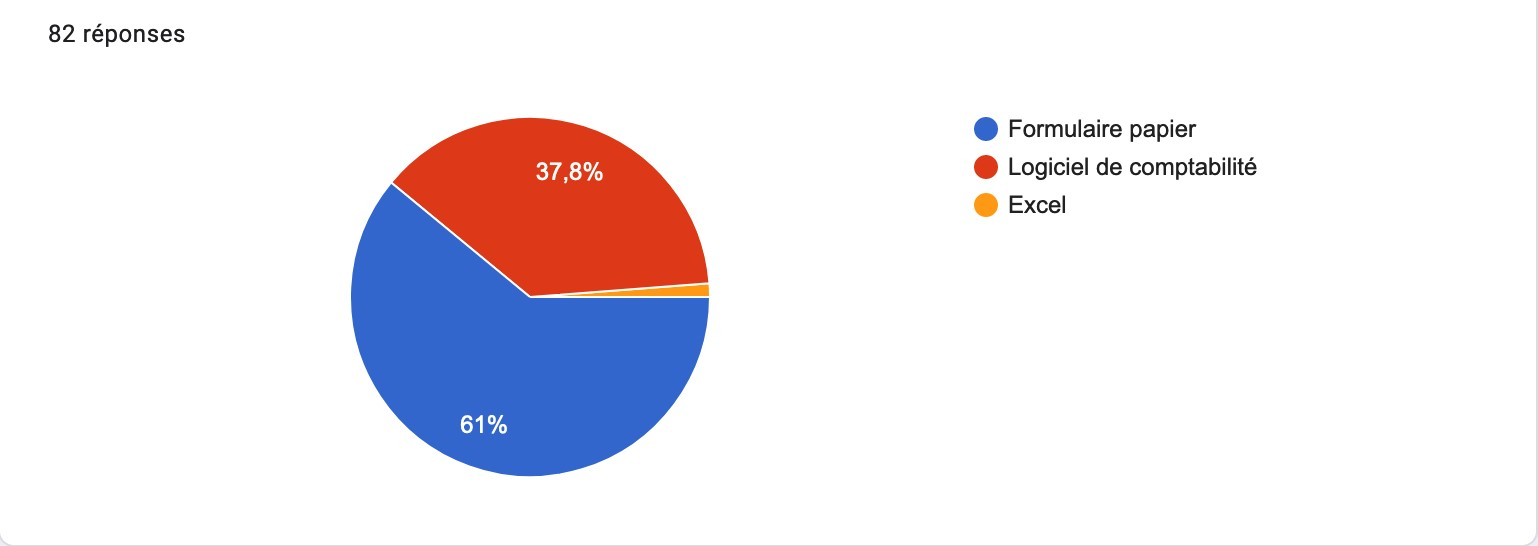 82 réponses
37,8%
61%
Formulaire papier
Logiciel de comptabilité
Excel